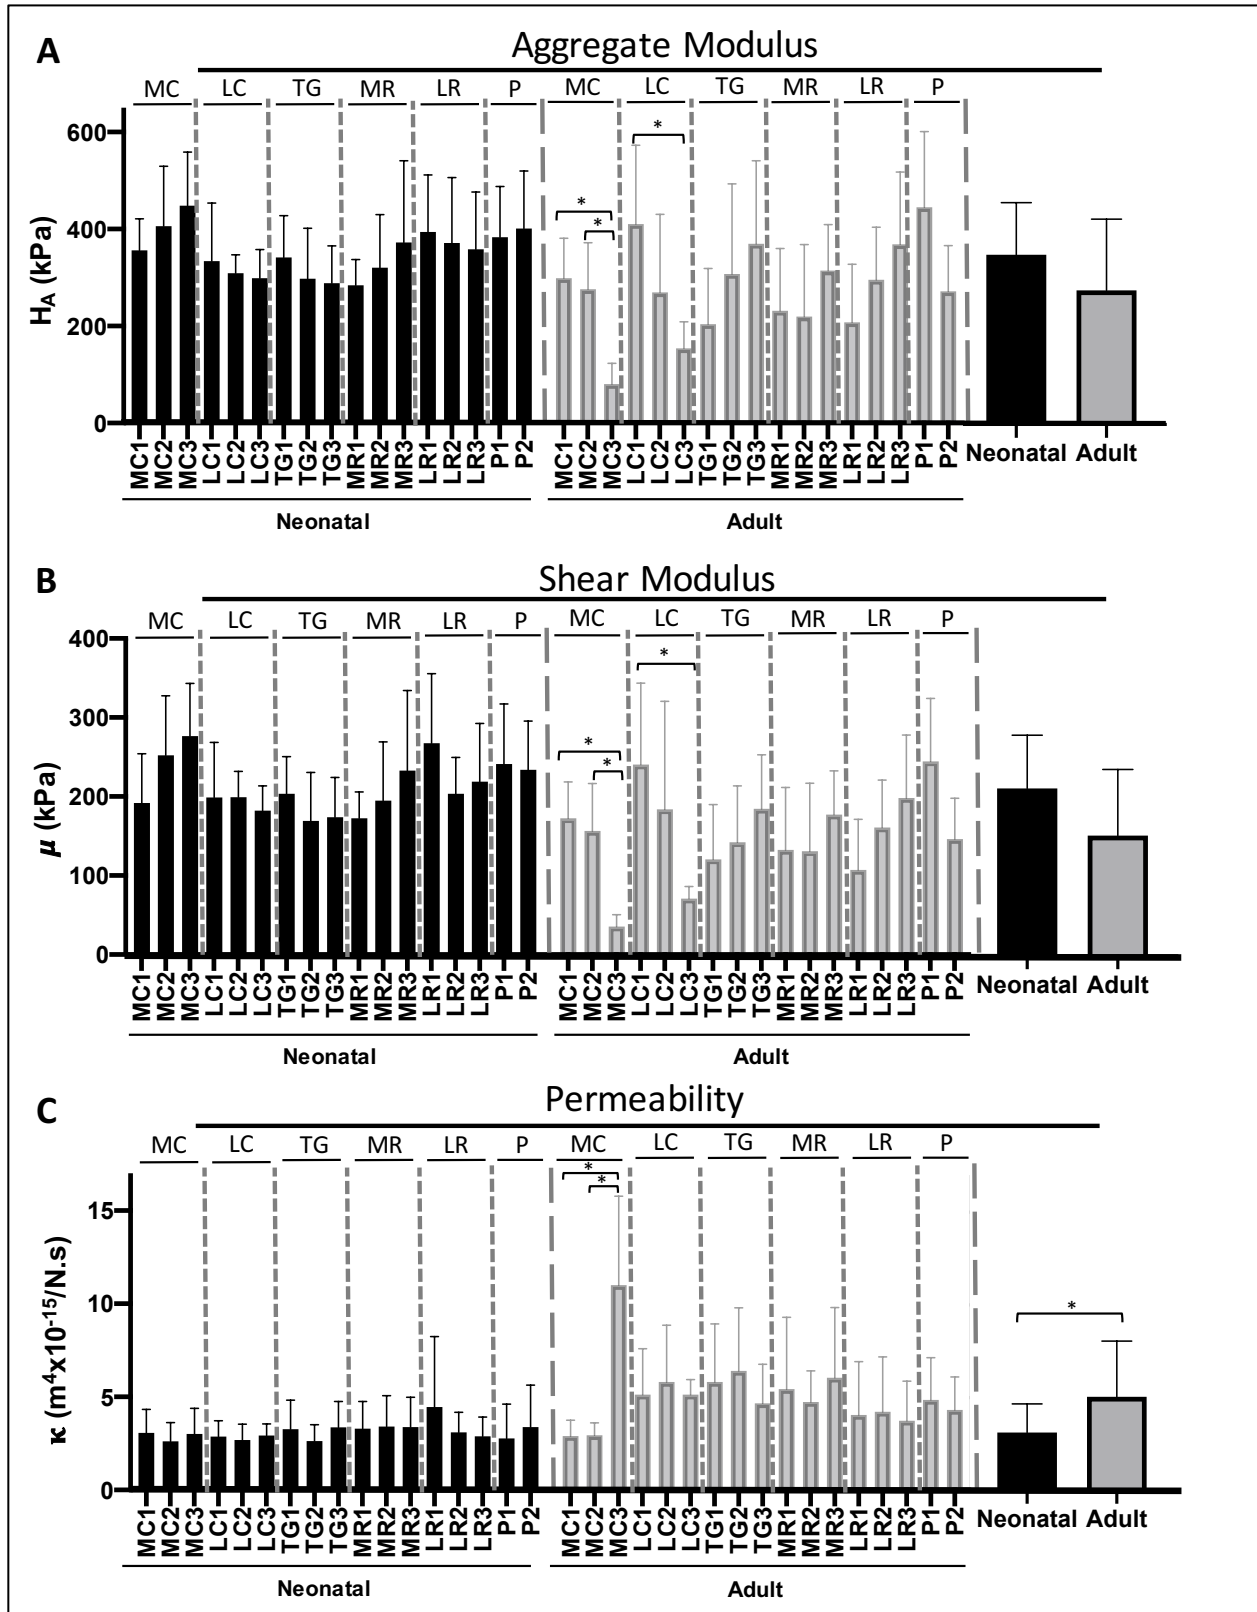 A
Aggregate Modulus
MC LC TG MR LR P MC LC TG MR LR P
H_A (kPa)
600
400
200
0
* * *
MC1 MC2 MC3 LC1 LC2 LC3 TG1 TG2 TG3 MR1 MR2 MR3 LR1 LR2 LR3 P1 P2 MC1 MC2 MC3 LC1 LC2 LC3 TG1 TG2 TG3 MR1 MR2 MR3 LR1 LR2 LR3 P1 P2 Neonatal Adult
Neonatal Adult
B
Shear Modulus
MC LC TG MR LR P MC LC TG MR LR P
μ (kPa)
400
300
200
100
0
* * *
MC1 MC2 MC3 LC1 LC2 LC3 TG1 TG2 TG3 MR1 MR2 MR3 LR1 LR2 LR3 P1 P2 MC1 MC2 MC3 LC1 LC2 LC3 TG1 TG2 TG3 MR1 MR2 MR3 LR1 LR2 LR3 P1 P2 Neonatal Adult
Neonatal Adult
C
Permeability
MC LC TG MR LR P MC LC TG MR LR P
κ (m⁴x10⁻¹⁵/N.s)
15
10
5
0
* * *
MC1 MC2 MC3 LC1 LC2 LC3 TG1 TG2 TG3 MR1 MR2 MR3 LR1 LR2 LR3 P1 P2 MC1 MC2 MC3 LC1 LC2 LC3 TG1 TG2 TG3 MR1 MR2 MR3 LR1 LR2 LR3 P1 P2 Neonatal Adult
Neonatal Adult